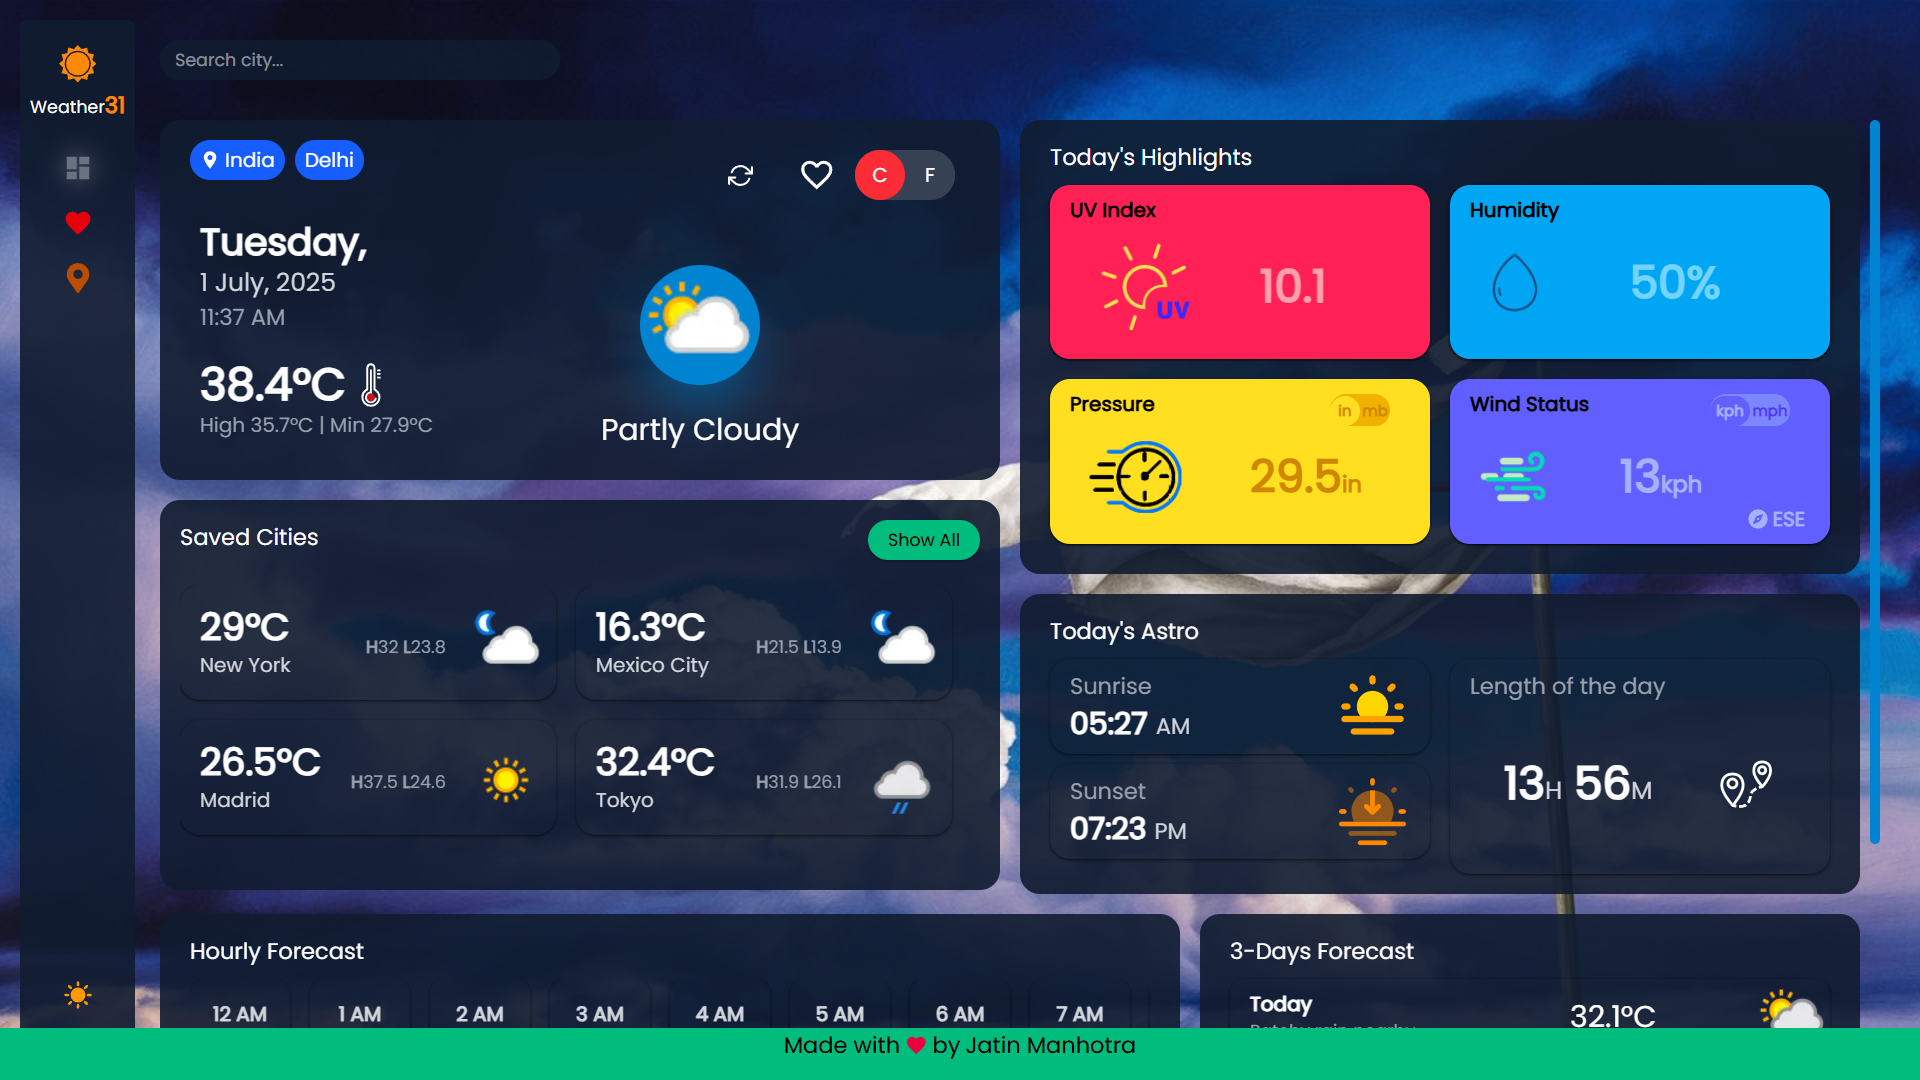 Weather31
Search city...
India
Delhi
C
F
Tuesday,
1 July, 2025
11:37 AM
38.4°C
High 35.7°C | Min 27.9°C
Partly Cloudy
Today's Highlights
UV Index
UV
10.1
Humidity
50%
Pressure
in mb
29.5in
Wind Status
kph mph
13kph
ESE
Saved Cities
Show All
29°C
New York
H32 L23.8
16.3°C
Mexico City
H21.5 L13.9
26.5°C
Madrid
H37.5 L24.6
32.4°C
Tokyo
H31.9 L26.1
Today's Astro
Sunrise
05:27 AM
Sunset
07:23 PM
Length of the day
13H 56M
Hourly Forecast
12 AM
1 AM
2 AM
3 AM
4 AM
5 AM
6 AM
7 AM
3-Days Forecast
Today
32.1°C
Made with ❤ by Jatin Manhotra